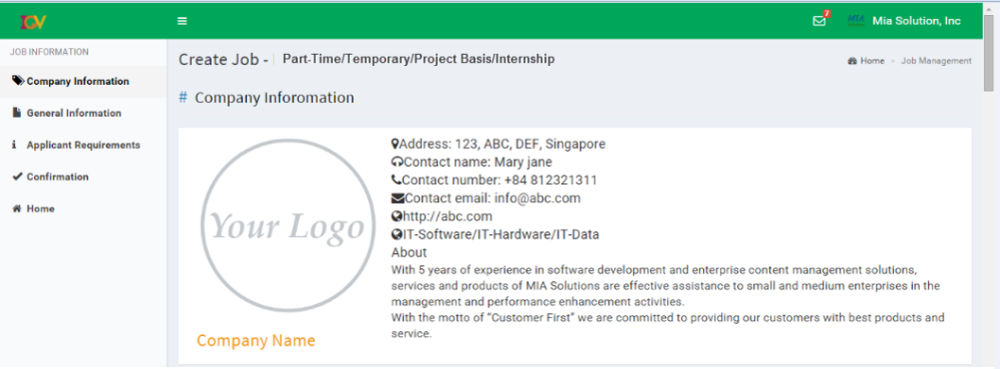 IGV
7
MIA
Mia Solution, Inc
JOB INFORMATION
Company Information
General Information
Applicant Requirements
Confirmation
Home
Create Job - Part-Time/Temporary/Project Basis/Internship
Home > Job Management
# Company Inforomation
Your Logo
Company Name
Address: 123, ABC, DEF, Singapore
Contact name: Mary jane
Contact number: +84 812321311
Contact email: info@abc.com
http://abc.com
IT-Software/IT-Hardware/IT-Data
About
With 5 years of experience in software development and enterprise content management solutions,
services and products of MIA Solutions are effective assistance to small and medium enterprises in the
management and performance enhancement activities.
With the motto of “Customer First” we are committed to providing our customers with best products and
service.